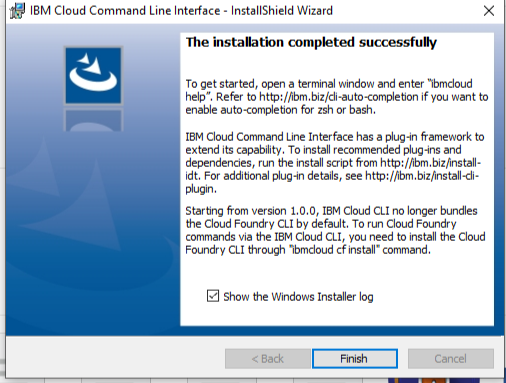 IBM Cloud Command Line Interface - InstallShield Wizard
The installation completed successfully
To get started, open a terminal window and enter "ibmcloud
help". Refer to http://ibm.biz/cli-auto-completion if you want to
enable auto-completion for zsh or bash.
IBM Cloud Command Line Interface has a plug-in framework to
extend its capability. To install recommended plug-ins and
dependencies, run the install script from http://ibm.biz/install-
idt. For additional plug-in details, see http://ibm.biz/install-cli-
plugin.
Starting from version 1.0.0, IBM Cloud CLI no longer bundles
the Cloud Foundry CLI by default. To run Cloud Foundry
commands via the IBM Cloud CLI, you need to install the Cloud
Foundry CLI through "ibmcloud cf install" command.
Show the Windows Installer log
< Back
Finish
Cancel